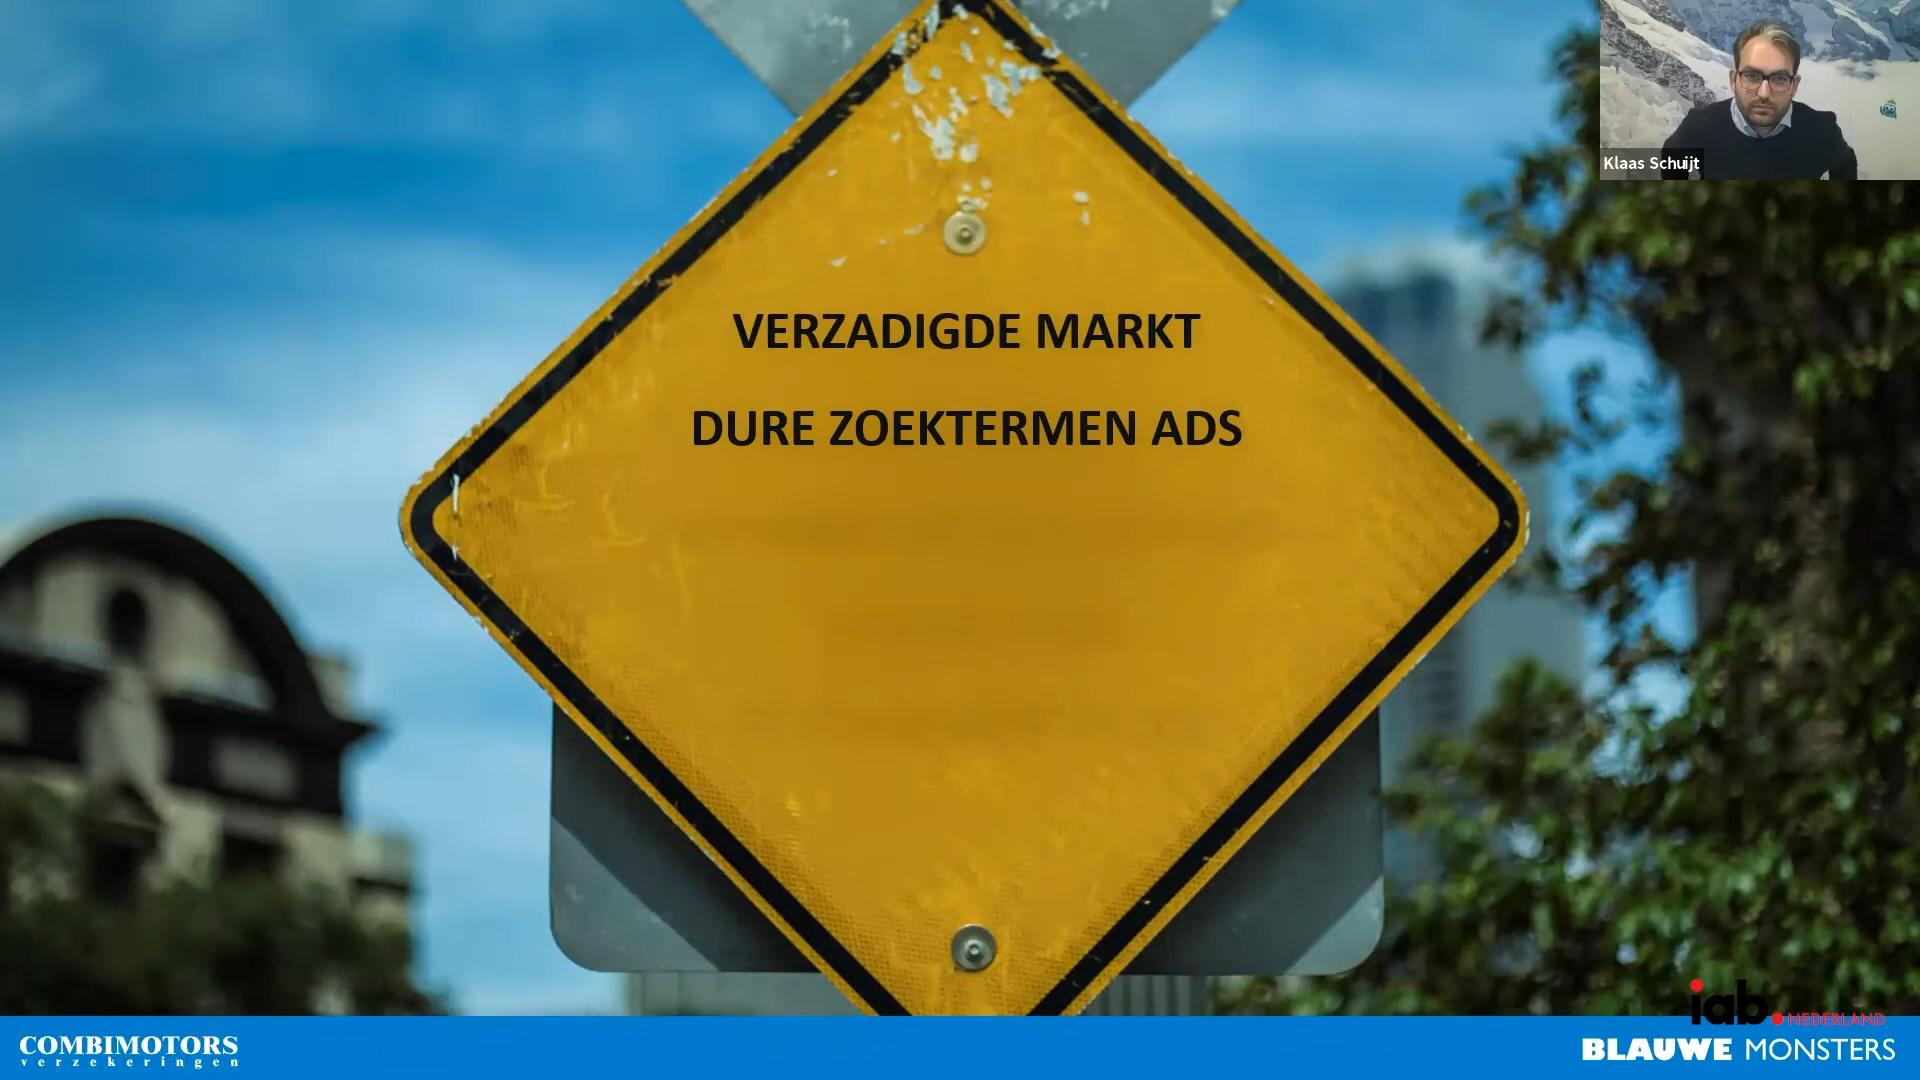 Klaas Schuijt
VERZADIGDE MARKT
DURE ZOEKTERMEN ADS
iab. NEDERLAND
COMBIMOTORS
verzekeringen
BLAUWE MONSTERS